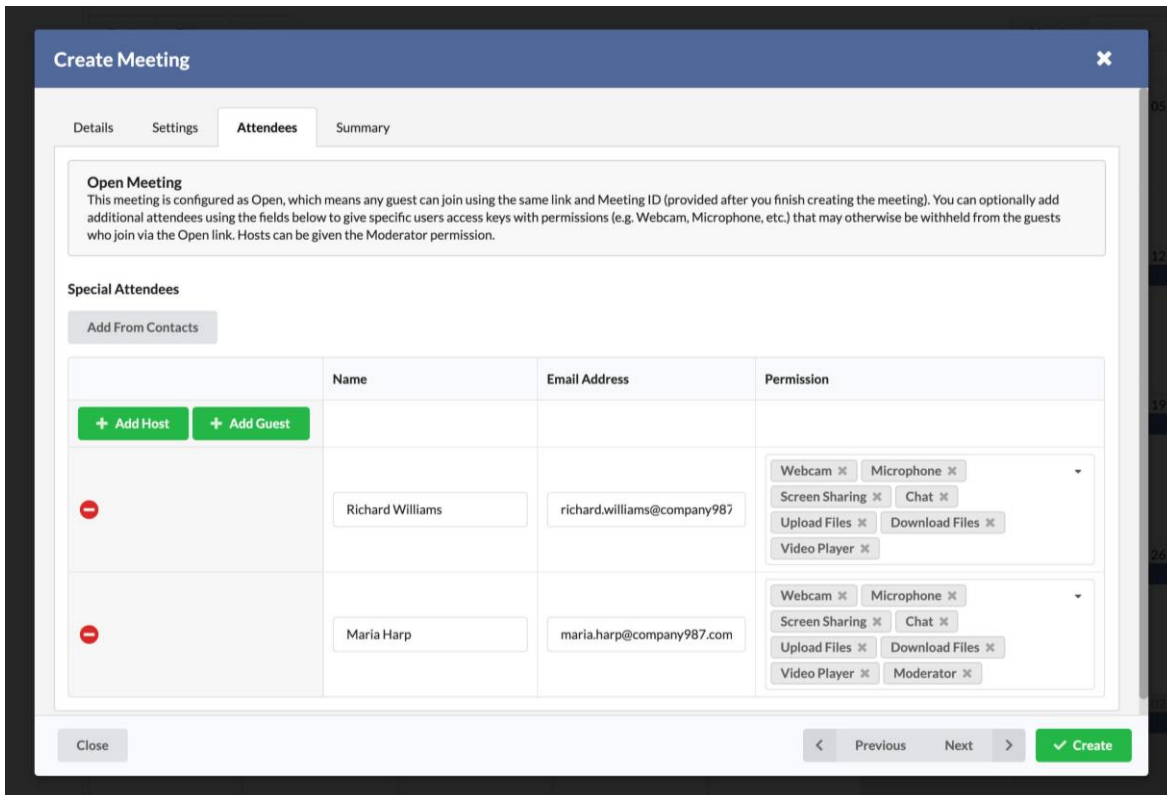 Create Meeting
Details Settings Attendees Summary
Open Meeting
This meeting is configured as Open, which means any guest can join using the same link and Meeting ID (provided after you finish creating the meeting). You can optionally add
additional attendees using the fields below to give specific users access keys with permissions (e.g. Webcam, Microphone, etc.) that may otherwise be withheld from the guests
who join via the Open link. Hosts can be given the Moderator permission.
Special Attendees
Add From Contacts
Name Email Address Permission
Add Host Add Guest
Webcam Microphone
Screen Sharing Chat
Richard Williams richard.williams@company987
Upload Files Download Files
Video Player
Webcam Microphone
Screen Sharing Chat
Maria Harp maria.harp@company987.com
Upload Files Download Files
Video Player Moderator
Close Previous Next Create
05
12
19
26